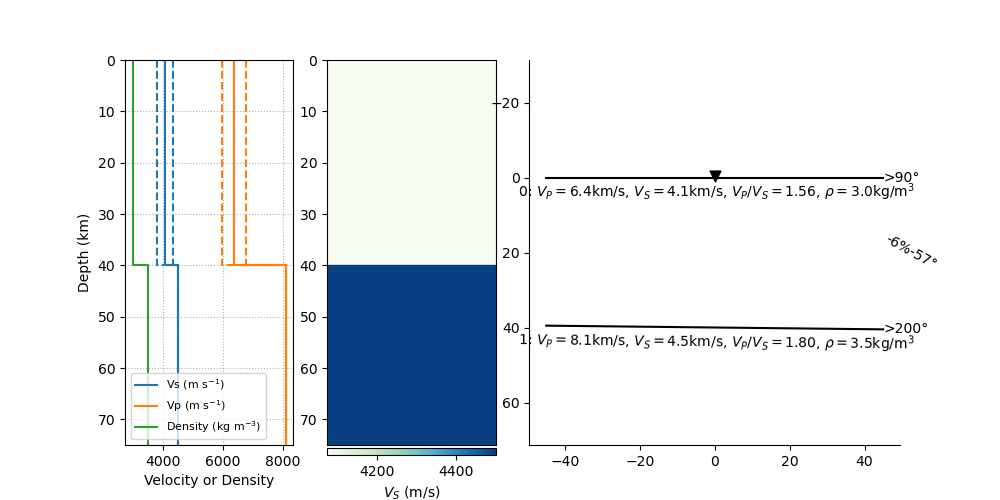 0
10
20
30
40
50
60
70
Depth (km)
4000 6000 8000
Velocity or Density
Vs (m s⁻¹)
Vp (m s⁻¹)
Density (kg m⁻³)
0
10
20
30
40
50
60
70
4200 4400
V_S (m/s)
−20
0
20
40
60
−40 −20 0 20 40
>90°
0: V_P = 6.4km/s, V_S = 4.1km/s, V_P/V_S = 1.56, ρ = 3.0kg/m³
-6%-57°
>200°
1: V_P = 8.1km/s, V_S = 4.5km/s, V_P/V_S = 1.80, ρ = 3.5kg/m³